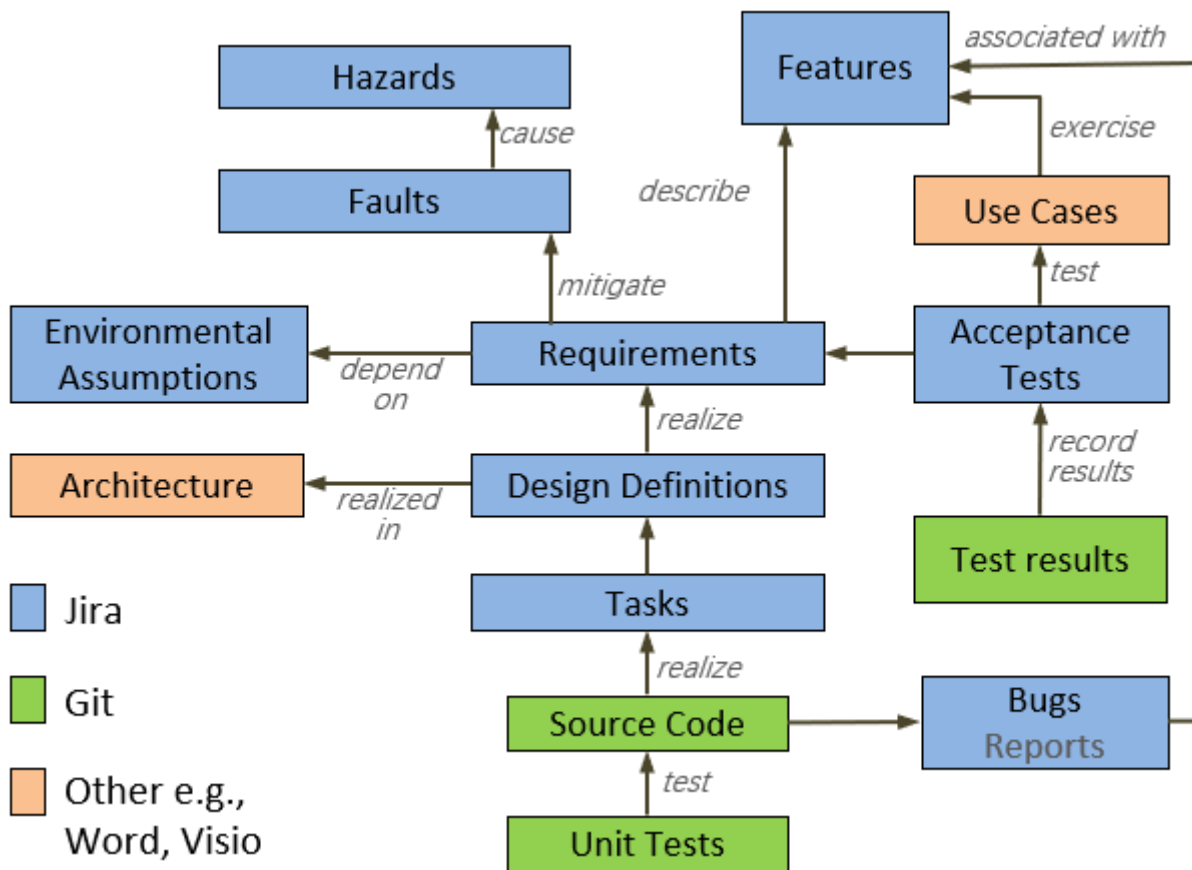 associated with
Features
Hazards
cause
exercise
Faults
describe
Use Cases
mitigate
test
Environmental
Assumptions
Requirements
Acceptance
Tests
depend
on
realize
record
results
Architecture
Design Definitions
realized
in
Test results
Tasks
Jira
realize
Git
Source Code
Bugs
Reports
test
Other e.g.,
Word, Visio
Unit Tests